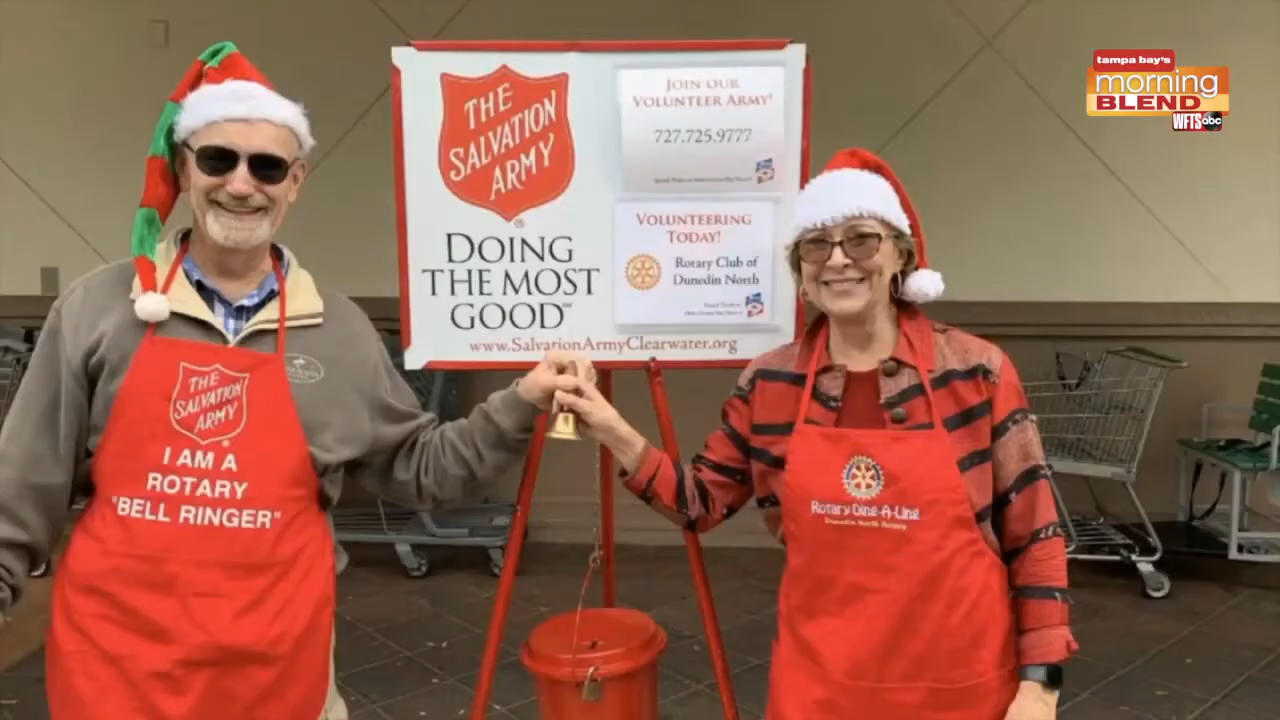 tampa bay's
morning
BLEND
WFTS abc
THE
SALVATION
ARMY
DOING
THE MOST
GOOD
www.SalvationArmyClearwater.org
JOIN OUR
VOLUNTEER ARMY!
727.725.9777
VOLUNTEERING
TODAY!
Rotary Club of
Dunedin North
THE
SALVATION
ARMY
I AM A
ROTARY
"BELL RINGER"
Rotary Ding-A-Ling
Dunedin North Rotary